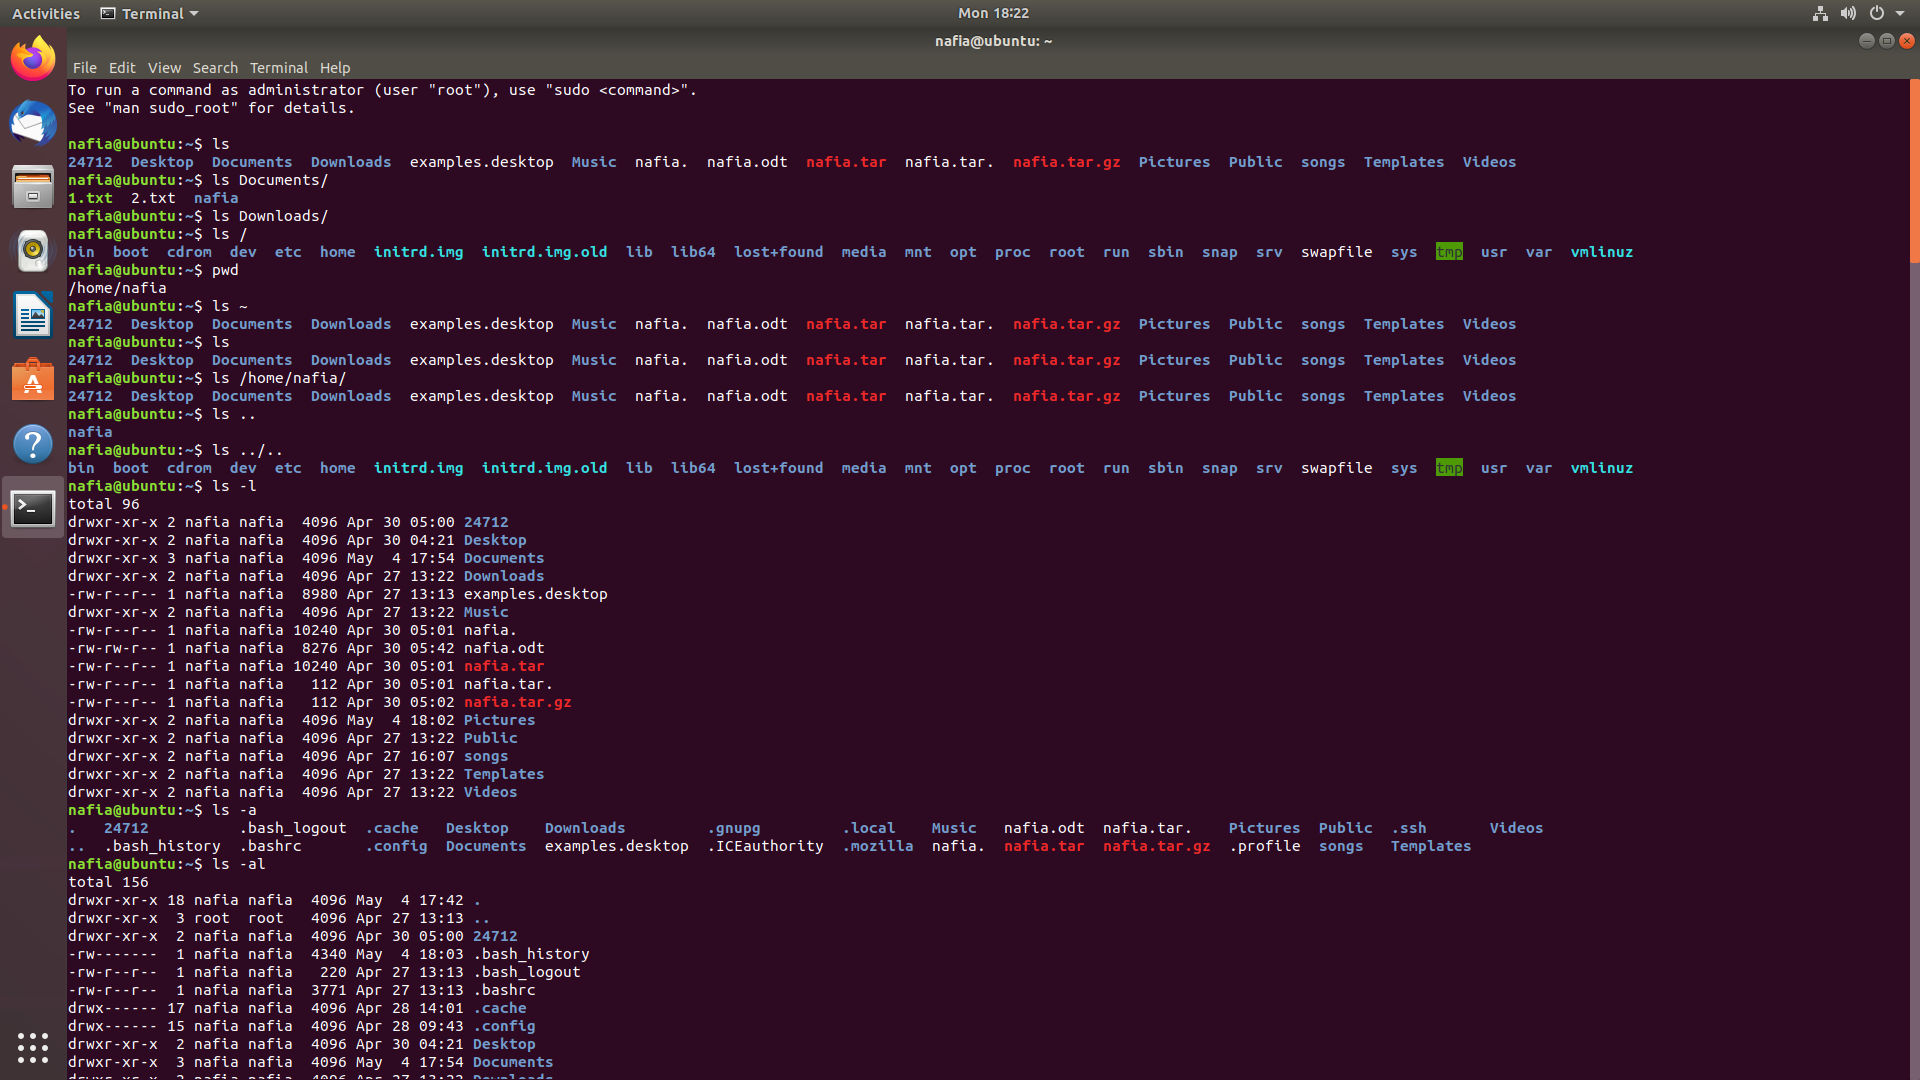 Activities Terminal Mon 18:22
nafia@ubuntu: ~
File Edit View Search Terminal Help
To run a command as administrator (user "root"), use "sudo <command>".
See "man sudo_root" for details.
nafia@ubuntu:~$ ls
24712  Desktop  Documents  Downloads  examples.desktop  Music  nafia.  nafia.odt  nafia.tar  nafia.tar.  nafia.tar.gz  Pictures  Public  songs  Templates  Videos
nafia@ubuntu:~$ ls Documents/
1.txt  2.txt  nafia
nafia@ubuntu:~$ ls Downloads/
nafia@ubuntu:~$ ls /
bin  boot  cdrom  dev  etc  home  initrd.img  initrd.img.old  lib  lib64  lost+found  media  mnt  opt  proc  root  run  sbin  snap  srv  swapfile  sys  tmp  usr  var  vmlinuz
nafia@ubuntu:~$ pwd
/home/nafia
nafia@ubuntu:~$ ls ~
24712  Desktop  Documents  Downloads  examples.desktop  Music  nafia.  nafia.odt  nafia.tar  nafia.tar.  nafia.tar.gz  Pictures  Public  songs  Templates  Videos
nafia@ubuntu:~$ ls
24712  Desktop  Documents  Downloads  examples.desktop  Music  nafia.  nafia.odt  nafia.tar  nafia.tar.  nafia.tar.gz  Pictures  Public  songs  Templates  Videos
nafia@ubuntu:~$ ls /home/nafia/
24712  Desktop  Documents  Downloads  examples.desktop  Music  nafia.  nafia.odt  nafia.tar  nafia.tar.  nafia.tar.gz  Pictures  Public  songs  Templates  Videos
nafia@ubuntu:~$ ls ..
nafia
nafia@ubuntu:~$ ls ../..
bin  boot  cdrom  dev  etc  home  initrd.img  initrd.img.old  lib  lib64  lost+found  media  mnt  opt  proc  root  run  sbin  snap  srv  swapfile  sys  tmp  usr  var  vmlinuz
nafia@ubuntu:~$ ls -l
total 96
drwxr-xr-x 2 nafia nafia  4096 Apr 30 05:00 24712
drwxr-xr-x 2 nafia nafia  4096 Apr 30 04:21 Desktop
drwxr-xr-x 3 nafia nafia  4096 May  4 17:54 Documents
drwxr-xr-x 2 nafia nafia  4096 Apr 27 13:22 Downloads
-rw-r--r-- 1 nafia nafia  8980 Apr 27 13:13 examples.desktop
drwxr-xr-x 2 nafia nafia  4096 Apr 27 13:22 Music
-rw-r--r-- 1 nafia nafia 10240 Apr 30 05:01 nafia.
-rw-rw-r-- 1 nafia nafia  8276 Apr 30 05:42 nafia.odt
-rw-r--r-- 1 nafia nafia 10240 Apr 30 05:01 nafia.tar
-rw-r--r-- 1 nafia nafia   112 Apr 30 05:01 nafia.tar.
-rw-r--r-- 1 nafia nafia   112 Apr 30 05:02 nafia.tar.gz
drwxr-xr-x 2 nafia nafia  4096 May  4 18:02 Pictures
drwxr-xr-x 2 nafia nafia  4096 Apr 27 13:22 Public
drwxr-xr-x 2 nafia nafia  4096 Apr 27 16:07 songs
drwxr-xr-x 2 nafia nafia  4096 Apr 27 13:22 Templates
drwxr-xr-x 2 nafia nafia  4096 Apr 27 13:22 Videos
nafia@ubuntu:~$ ls -a
.   24712          .bash_logout  .cache   Desktop    Downloads         .gnupg         .local    Music   nafia.odt  nafia.tar.    Pictures  Public  .ssh       Videos
..  .bash_history  .bashrc       .config  Documents  examples.desktop  .ICEauthority  .mozilla  nafia.  nafia.tar  nafia.tar.gz  .profile  songs   Templates
nafia@ubuntu:~$ ls -al
total 156
drwxr-xr-x 18 nafia nafia  4096 May  4 17:42 .
drwxr-xr-x  3 root  root   4096 Apr 27 13:13 ..
drwxr-xr-x  2 nafia nafia  4096 Apr 30 05:00 24712
-rw-------  1 nafia nafia  4340 May  4 18:03 .bash_history
-rw-r--r--  1 nafia nafia   220 Apr 27 13:13 .bash_logout
-rw-r--r--  1 nafia nafia  3771 Apr 27 13:13 .bashrc
drwx------ 17 nafia nafia  4096 Apr 28 14:01 .cache
drwx------ 15 nafia nafia  4096 Apr 28 09:43 .config
drwxr-xr-x  2 nafia nafia  4096 Apr 30 04:21 Desktop
drwxr-xr-x  3 nafia nafia  4096 May  4 17:54 Documents